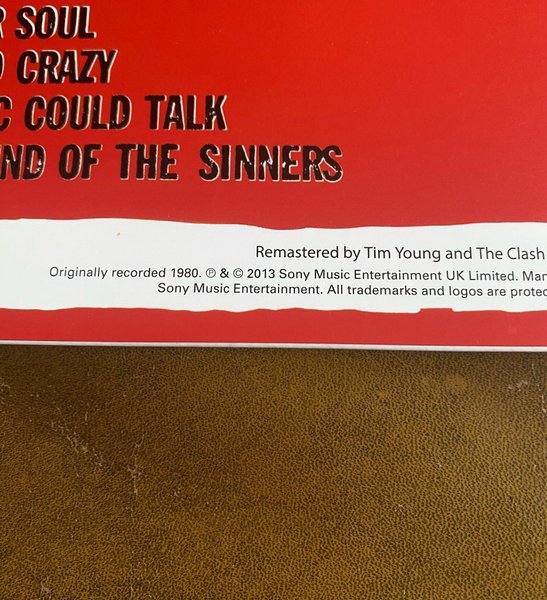 R SOUL
CRAZY
C COULD TALK
ND OF THE SINNERS
Remastered by Tim Young and The Clash
Originally recorded 1980. ℗ & © 2013 Sony Music Entertainment UK Limited. Man
Sony Music Entertainment. All trademarks and logos are protec